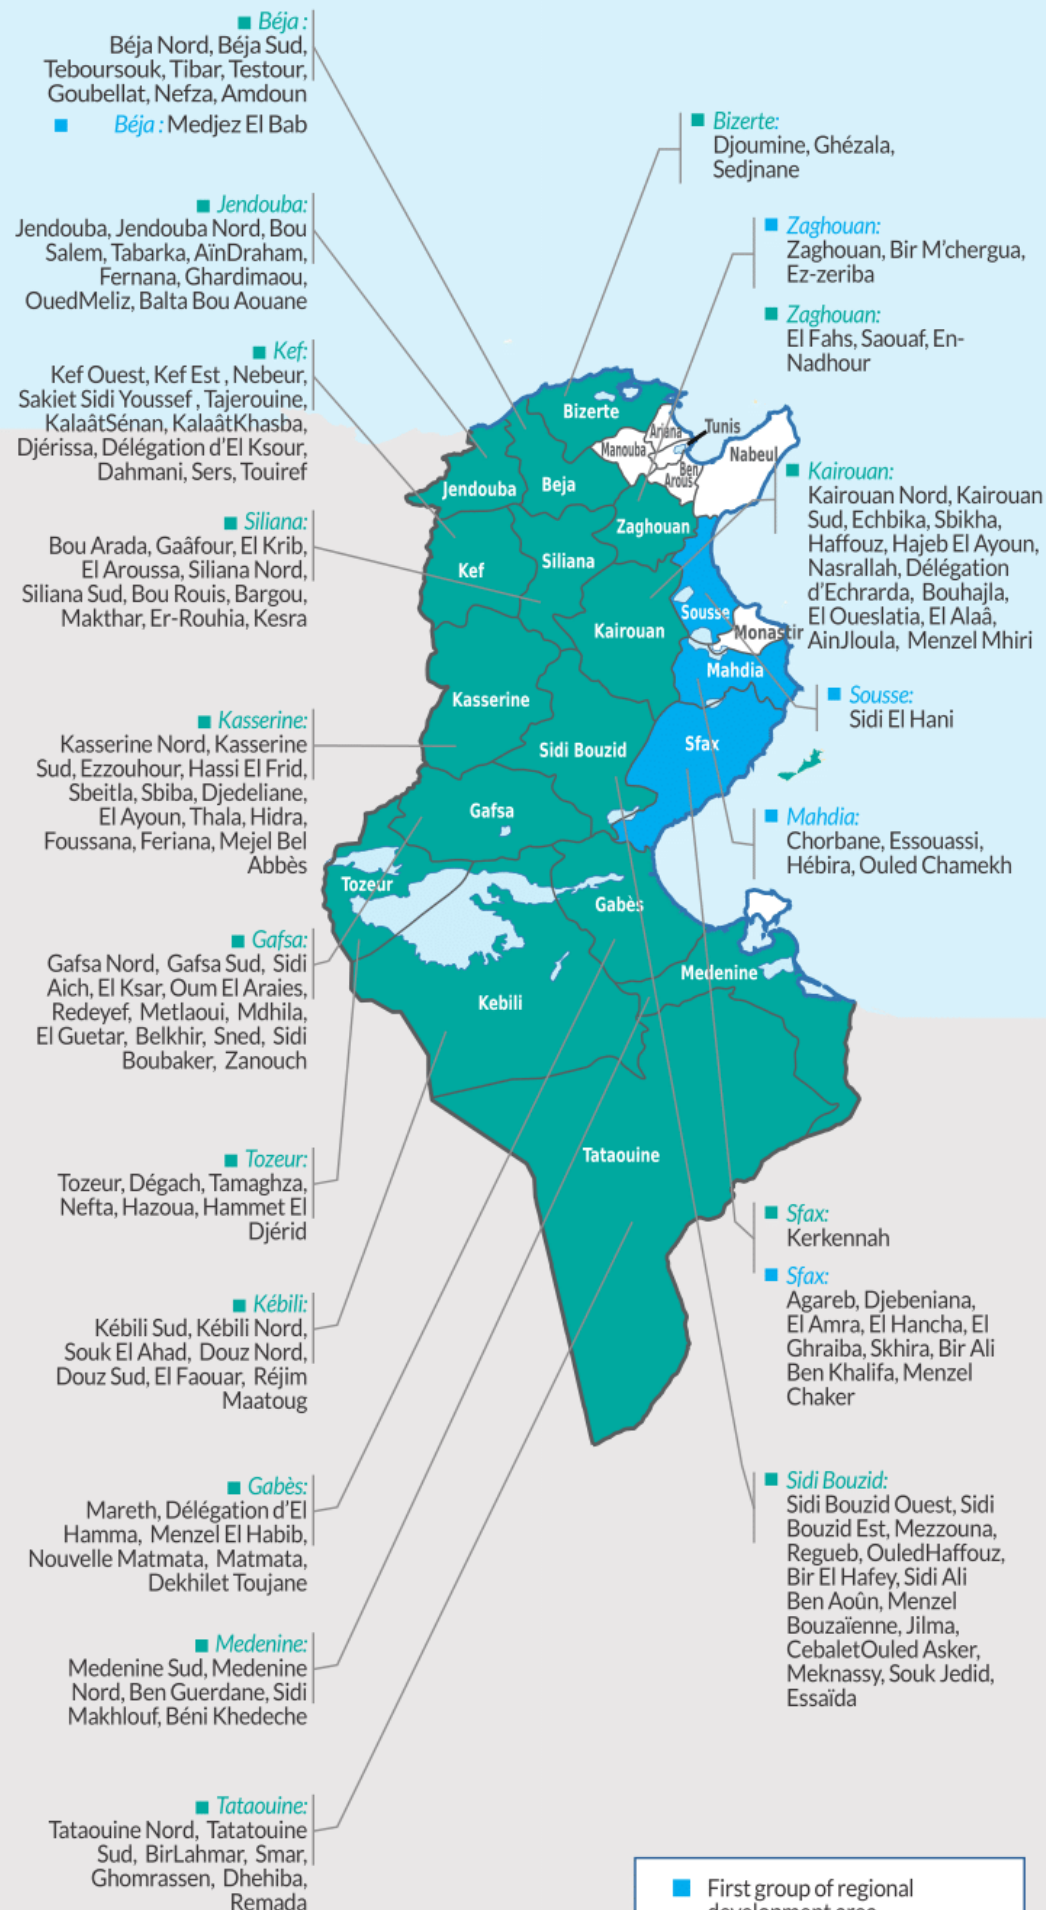 Béja :
Béja Nord, Béja Sud,
Teboursouk, Tibar, Testour,
Goubellat, Nefza, Amdoun
Béja : Medjez El Bab
Jendouba:
Jendouba, Jendouba Nord, Bou
Salem, Tabarka, AïnDraham,
Fernana, Ghardimaou,
OuedMeliz, Balta Bou Aouane
Kef:
Kef Ouest, Kef Est , Nebeur,
Sakiet Sidi Youssef , Tajerouine,
KalaâtSénan, KalaâtKhasba,
Djérissa, Délégation d'El Ksour,
Dahmani, Sers, Touiref
Siliana:
Bou Arada, Gaâfour, El Krib,
El Aroussa, Siliana Nord,
Siliana Sud, Bou Rouis, Bargou,
Makthar, Er-Rouhia, Kesra
Kasserine:
Kasserine Nord, Kasserine
Sud, Ezzouhour, Hassi El Frid,
Sbeitla, Sbiba, Djedeliane,
El Ayoun, Thala, Hidra,
Foussana, Feriana, Mejel Bel
Abbès
Gafsa:
Gafsa Nord, Gafsa Sud, Sidi
Aich, El Ksar, Oum El Araies,
Redeyef, Metlaoui, Mdhila,
El Guetar, Belkhir, Sned, Sidi
Boubaker, Zanouch
Tozeur:
Tozeur, Dégach, Tamaghza,
Nefta, Hazoua, Hammet El
Djérid
Kébili:
Kébili Sud, Kébili Nord,
Souk El Ahad, Douz Nord,
Douz Sud, El Faouar, Réjim
Maatoug
Gabès:
Mareth, Délégation d'El
Hamma, Menzel El Habib,
Nouvelle Matmata, Matmata,
Dekhilet Toujane
Medenine:
Medenine Sud, Medenine
Nord, Ben Guerdane, Sidi
Makhlouf, Béni Khedeche
Tataouine:
Tataouine Nord, Tatatouine
Sud, BirLahmar, Smar,
Ghomrassen, Dhehiba,
Remada
Bizerte
Ariana
Tunis
Manouba
Nabeul
Ben
Arous
Jendouba
Beja
Zaghouan
Kef
Siliana
Sousse
Kairouan
Monastir
Mahdia
Kasserine
Sidi Bouzid
Sfax
Gafsa
Tozeur
Gabès
Medenine
Kebili
Tataouine
Bizerte:
Djoumine, Ghézala,
Sedjnane
Zaghouan:
Zaghouan, Bir M'chergua,
Ez-zeriba
Zaghouan:
El Fahs, Saouaf, En-
Nadhour
Kairouan:
Kairouan Nord, Kairouan
Sud, Echbika, Sbikha,
Haffouz, Hajeb El Ayoun,
Nasrallah, Délégation
d'Echrarda, Bouhajla,
El Oueslatia, El Alaâ,
AinJloula, Menzel Mhiri
Sousse:
Sidi El Hani
Mahdia:
Chorbane, Essouassi,
Hébira, Ouled Chamekh
Sfax:
Kerkennah
Sfax:
Agareb, Djebeniana,
El Amra, El Hancha, El
Ghraiba, Skhira, Bir Ali
Ben Khalifa, Menzel
Chaker
Sidi Bouzid:
Sidi Bouzid Ouest, Sidi
Bouzid Est, Mezzouna,
Regueb, OuledHaffouz,
Bir El Hafey, Sidi Ali
Ben Aoûn, Menzel
Bouzaïenne, Jilma,
CebaletOuled Asker,
Meknassy, Souk Jedid,
Essaïda
First group of regional
development area